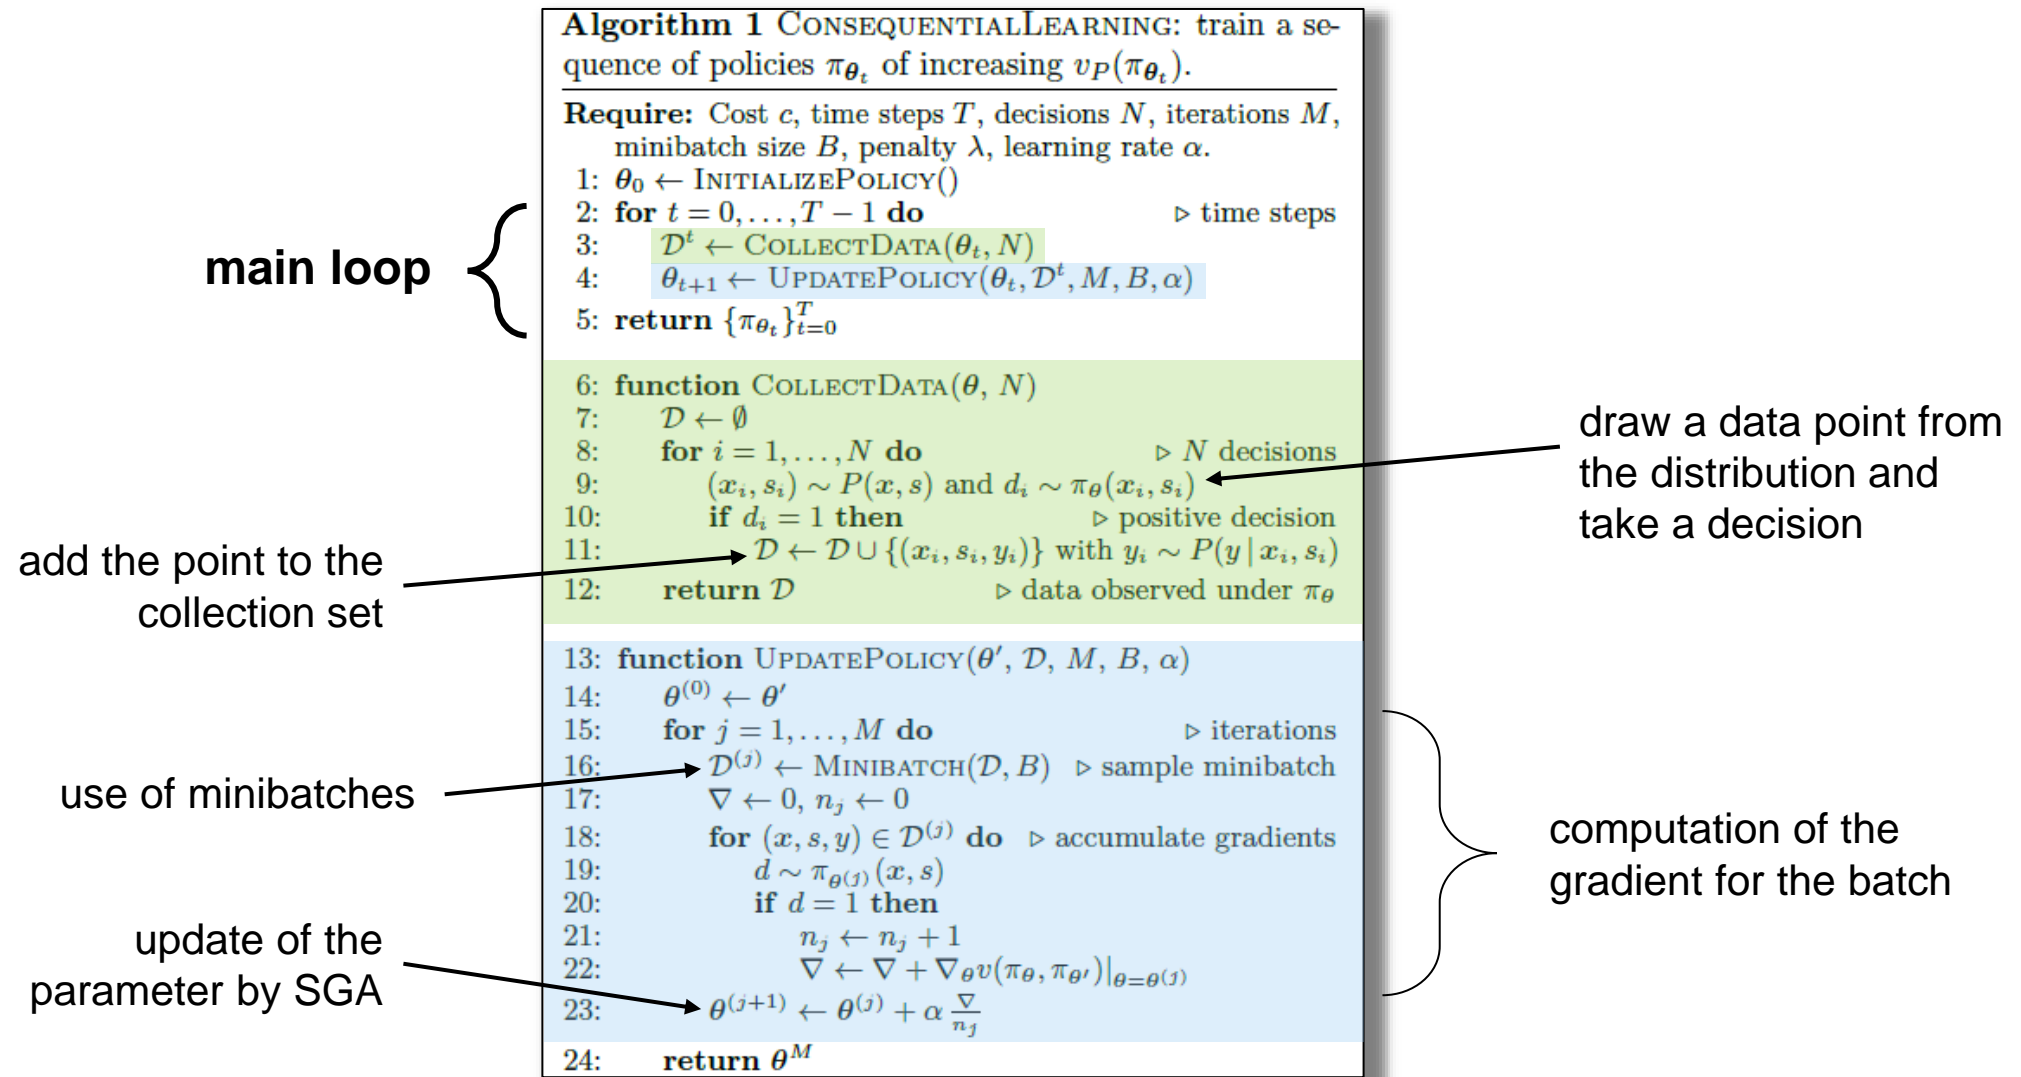 Algorithm 1 CONSEQUENTIALLEARNING: train a se-
quence of policies π_θ_t of increasing v_P(π_θ_t).
Require: Cost c, time steps T, decisions N, iterations M,
minibatch size B, penalty λ, learning rate α.
1: θ_0 ← INITIALIZEPOLICY()
2: for t = 0, . . . , T − 1 do ▷ time steps
3: 𝒟^t ← COLLECTDATA(θ_t, N)
4: θ_{t+1} ← UPDATEPOLICY(θ_t, 𝒟^t, M, B, α)
5: return {π_θ_t}_{t=0}^T
main loop
6: function COLLECTDATA(θ, N)
7: 𝒟 ← ∅
8: for i = 1, . . . , N do ▷ N decisions
9: (x_i, s_i) ∼ P(x, s) and d_i ∼ π_θ(x_i, s_i)
10: if d_i = 1 then ▷ positive decision
11: 𝒟 ← 𝒟 ∪ {(x_i, s_i, y_i)} with y_i ∼ P(y | x_i, s_i)
12: return 𝒟 ▷ data observed under π_θ
draw a data point from
the distribution and
take a decision
add the point to the
collection set
13: function UPDATEPOLICY(θ′, 𝒟, M, B, α)
14: θ^(0) ← θ′
15: for j = 1, . . . , M do ▷ iterations
16: 𝒟^(j) ← MINIBATCH(𝒟, B) ▷ sample minibatch
17: ∇ ← 0, n_j ← 0
18: for (x, s, y) ∈ 𝒟^(j) do ▷ accumulate gradients
19: d ∼ π_θ^(j)(x, s)
20: if d = 1 then
21: n_j ← n_j + 1
22: ∇ ← ∇ + ∇_θ v(π_θ, π_θ′)|_θ=θ^(j)
23: θ^(j+1) ← θ^(j) + α ∇/n_j
24: return θ^M
use of minibatches
update of the
parameter by SGA
computation of the
gradient for the batch